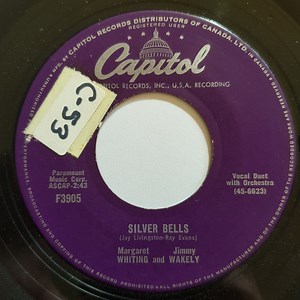 CAPITOL RECORDS DISTRIBUTORS OF CANADA, LTD.
REGISTERED USER
Capitol
CAPITOL RECORDS, INC., U.S.A. RECORDING
C-53
Paramount
Music Corp.
ASCAP-2:43
F3905
Vocal Duet
with Orchestra
(45-6623)
SILVER BELLS
(Jay Livingston-Ray Evans)
Margaret Jimmy
WHITING and WAKELY